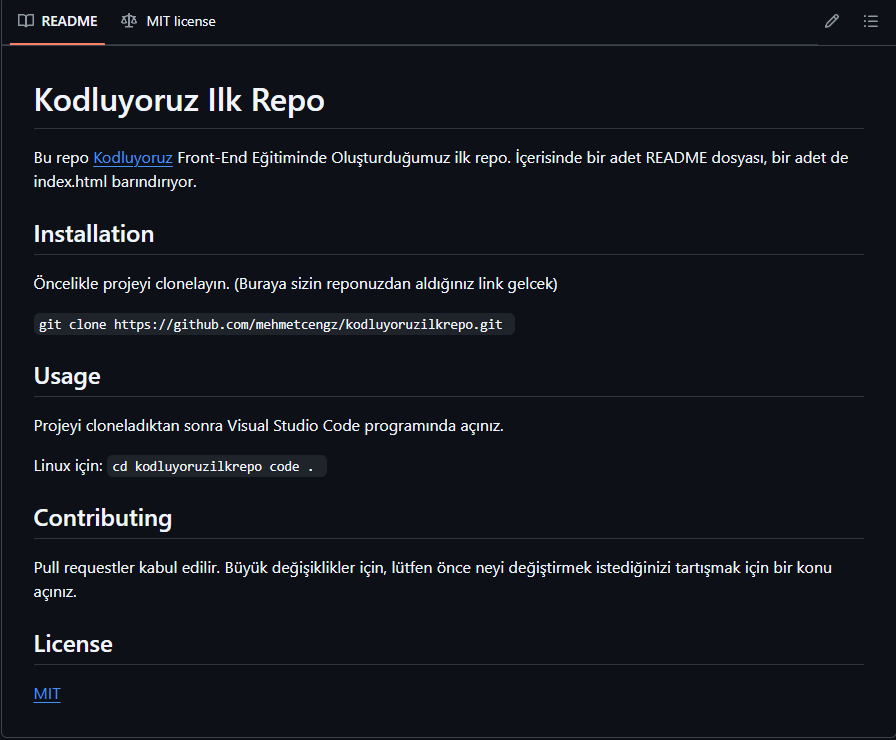 README MIT license
Kodluyoruz Ilk Repo
Bu repo Kodluyoruz Front-End Eğitiminde Oluşturduğumuz ilk repo. İçerisinde bir adet README dosyası, bir adet de
index.html barındırıyor.
Installation
Öncelikle projeyi clonelayın. (Buraya sizin reponuzdan aldığınız link gelcek)
git clone https://github.com/mehmetcengz/kodluyoruzilkrepo.git
Usage
Projeyi cloneladıktan sonra Visual Studio Code programında açınız.
Linux için: cd kodluyoruzilkrepo code .
Contributing
Pull requestler kabul edilir. Büyük değişiklikler için, lütfen önce neyi değiştirmek istediğinizi tartışmak için bir konu
açınız.
License
MIT